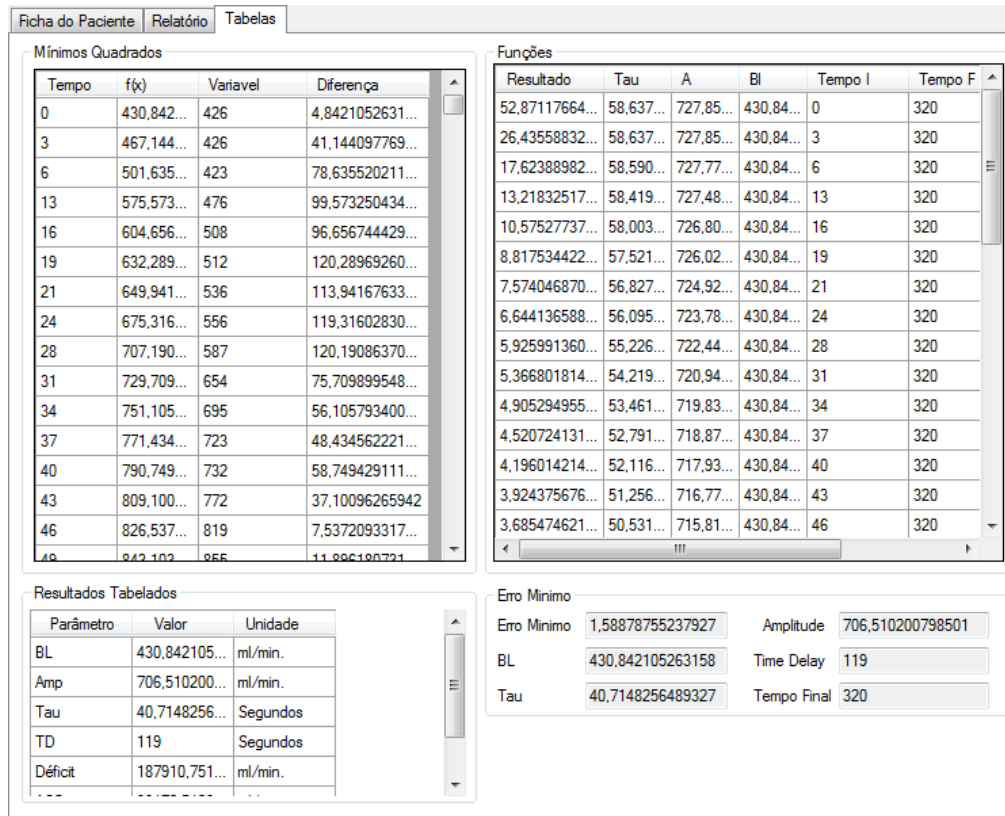 Ficha do Paciente Relatório Tabelas
Mínimos Quadrados
Tempo f(x) Variavel Diferença
0 430,842... 426 4,8421052631...
3 467,144... 426 41,144097769...
6 501,635... 423 78,635520211...
13 575,573... 476 99,573250434...
16 604,656... 508 96,656744429...
19 632,289... 512 120,28969260...
21 649,941... 536 113,94167633...
24 675,316... 556 119,31602830...
28 707,190... 587 120,19086370...
31 729,709... 654 75,709899548...
34 751,105... 695 56,105793400...
37 771,434... 723 48,434562221...
40 790,749... 732 58,749429111...
43 809,100... 772 37,10096265942
46 826,537... 819 7,5372093317...
49 843,103... 855 11,896180731...
Funções
Resultado Tau A Bl Tempo I Tempo F
52,87117664... 58,637... 727,85... 430,84... 0 320
26,43558832... 58,637... 727,85... 430,84... 3 320
17,62388982... 58,590... 727,77... 430,84... 6 320
13,21832517... 58,419... 727,48... 430,84... 13 320
10,57527737... 58,003... 726,80... 430,84... 16 320
8,817534422... 57,521... 726,02... 430,84... 19 320
7,574046870... 56,827... 724,92... 430,84... 21 320
6,644136588... 56,095... 723,78... 430,84... 24 320
5,925991360... 55,226... 722,44... 430,84... 28 320
5,366801814... 54,219... 720,94... 430,84... 31 320
4,905294955... 53,461... 719,83... 430,84... 34 320
4,520724131... 52,791... 718,87... 430,84... 37 320
4,196014214... 52,116... 717,93... 430,84... 40 320
3,924375676... 51,256... 716,77... 430,84... 43 320
3,685474621... 50,531... 715,81... 430,84... 46 320
Resultados Tabelados
Parâmetro Valor Unidade
BL 430,842105... ml/min.
Amp 706,510200... ml/min.
Tau 40,7148256... Segundos
TD 119 Segundos
Déficit 187910,751... ml/min.
Erro Minimo
Erro Minimo 1,58878755237927 Amplitude 706,510200798501
BL 430,842105263158 Time Delay 119
Tau 40,7148256489327 Tempo Final 320